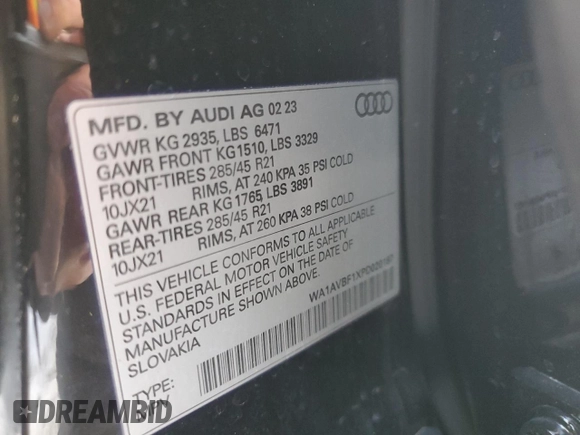 MFD. BY AUDI AG 02 23
GVWR KG 2935, LBS 6471
GAWR FRONT KG1510, LBS 3329
FRONT-TIRES 285/45 R21
10JX21 RIMS, AT 240 KPA 35 PSI COLD
GAWR REAR KG 1765, LBS 3891
REAR-TIRES 285/45 R21
10JX21 RIMS, AT 260 KPA 38 PSI COLD
THIS VEHICLE CONFORMS TO ALL APPLICABLE
U.S. FEDERAL MOTOR VEHICLE SAFETY
STANDARDS IN EFFECT ON THE DATE OF
MANUFACTURE SHOWN ABOVE.
SLOVAKIA
TYPE:
MPV
DREAMBID